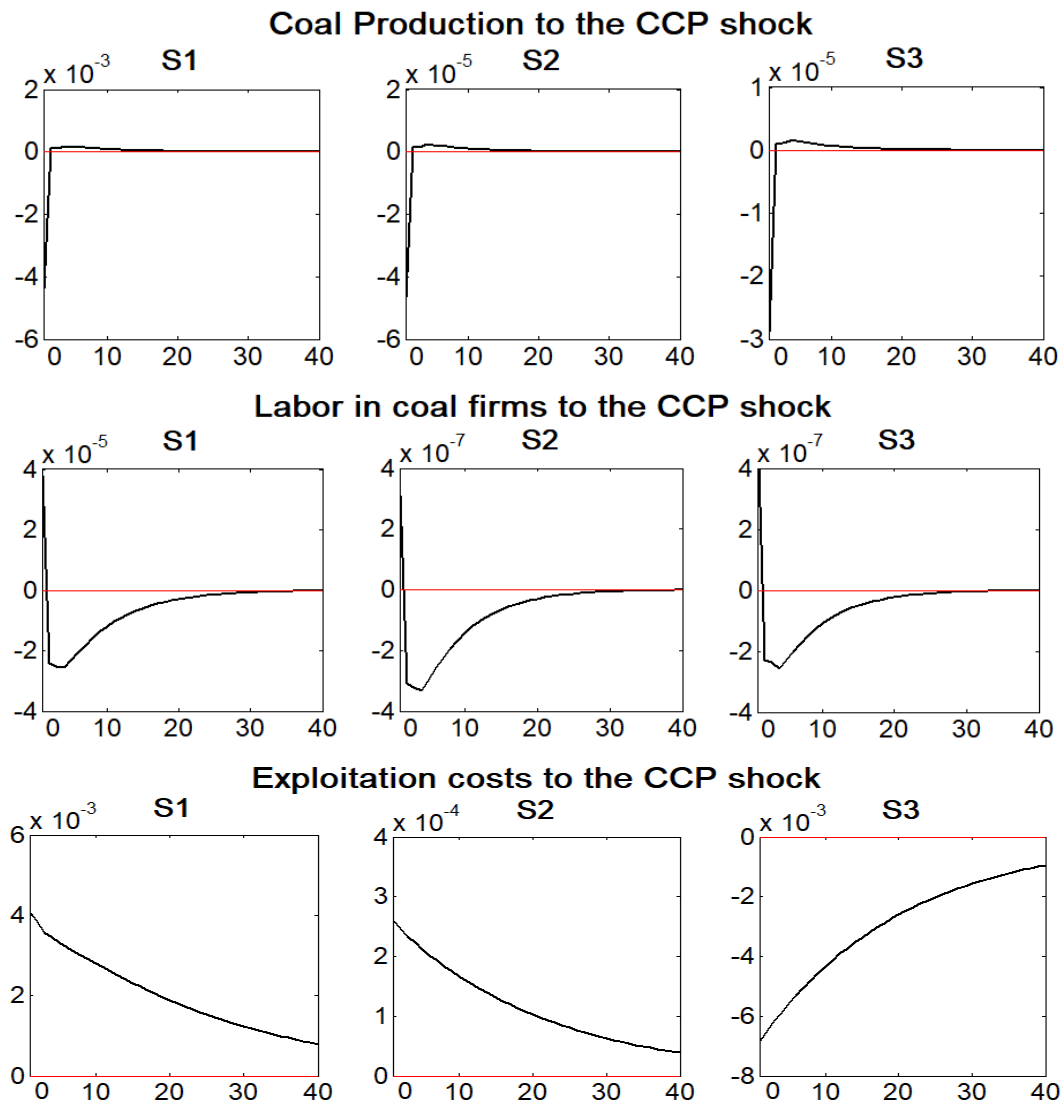 Coal Production to the CCP shock
S1 S2 S3
x 10-3 x 10-5 x 10-5
2 2 1
0 0 0
-2 -2 -1
-4 -4 -2
-6 -6 -3
0 10 20 30 40 0 10 20 30 40 0 10 20 30 40
Labor in coal firms to the CCP shock
S1 S2 S3
x 10-5 x 10-7 x 10-7
4 4 4
2 2 2
0 0 0
-2 -2 -2
-4 -4 -4
0 10 20 30 40 0 10 20 30 40 0 10 20 30 40
Exploitation costs to the CCP shock
S1 S2 S3
x 10-3 x 10-4 x 10-3
6 4 0
3 -2
4
2 -4
2
1 -6
0 0 -8
0 10 20 30 40 0 10 20 30 40 0 10 20 30 40